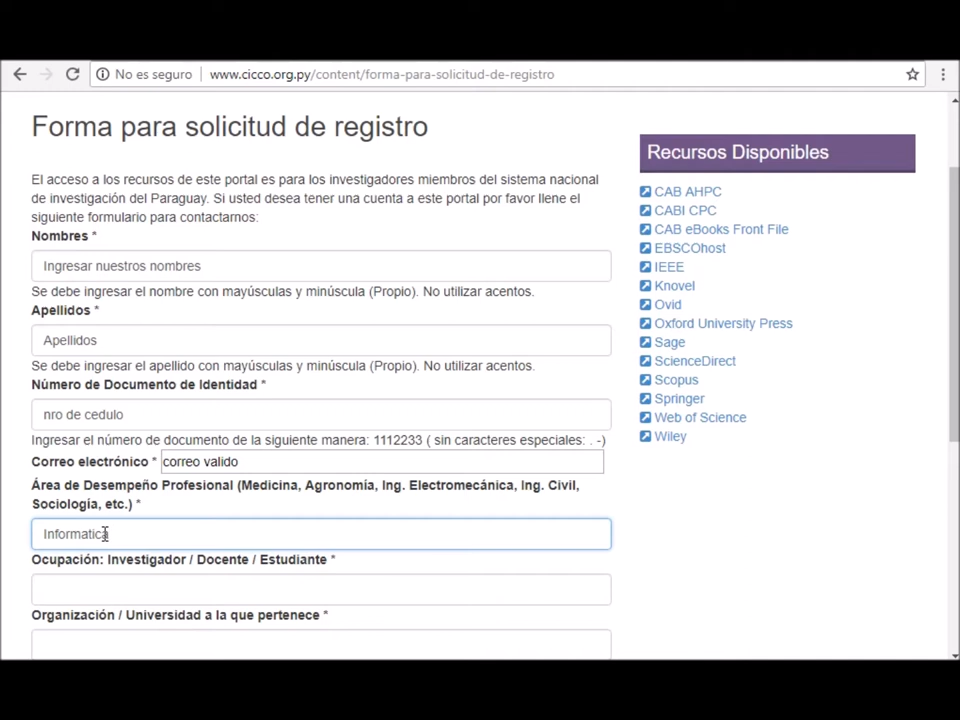 No es seguro | www.cicco.org.py/content/forma-para-solicitud-de-registro
Forma para solicitud de registro
El acceso a los recursos de este portal es para los investigadores miembros del sistema nacional
de investigación del Paraguay. Si usted desea tener una cuenta a este portal por favor llene el
siguiente formulario para contactarnos:
Nombres *
Ingresar nuestros nombres
Se debe ingresar el nombre con mayúsculas y minúscula (Propio). No utilizar acentos.
Apellidos *
Apellidos
Se debe ingresar el apellido con mayúsculas y minúscula (Propio). No utilizar acentos.
Número de Documento de Identidad *
nro de cedulo
Ingresar el número de documento de la siguiente manera: 1112233 ( sin caracteres especiales: . -)
Correo electrónico * correo valido
Área de Desempeño Profesional (Medicina, Agronomía, Ing. Electromecánica, Ing. Civil,
Sociología, etc.) *
Informatica
Ocupación: Investigador / Docente / Estudiante *
Organización / Universidad a la que pertenece *
Recursos Disponibles
CAB AHPC
CABI CPC
CAB eBooks Front File
EBSCOhost
IEEE
Knovel
Ovid
Oxford University Press
Sage
ScienceDirect
Scopus
Springer
Web of Science
Wiley